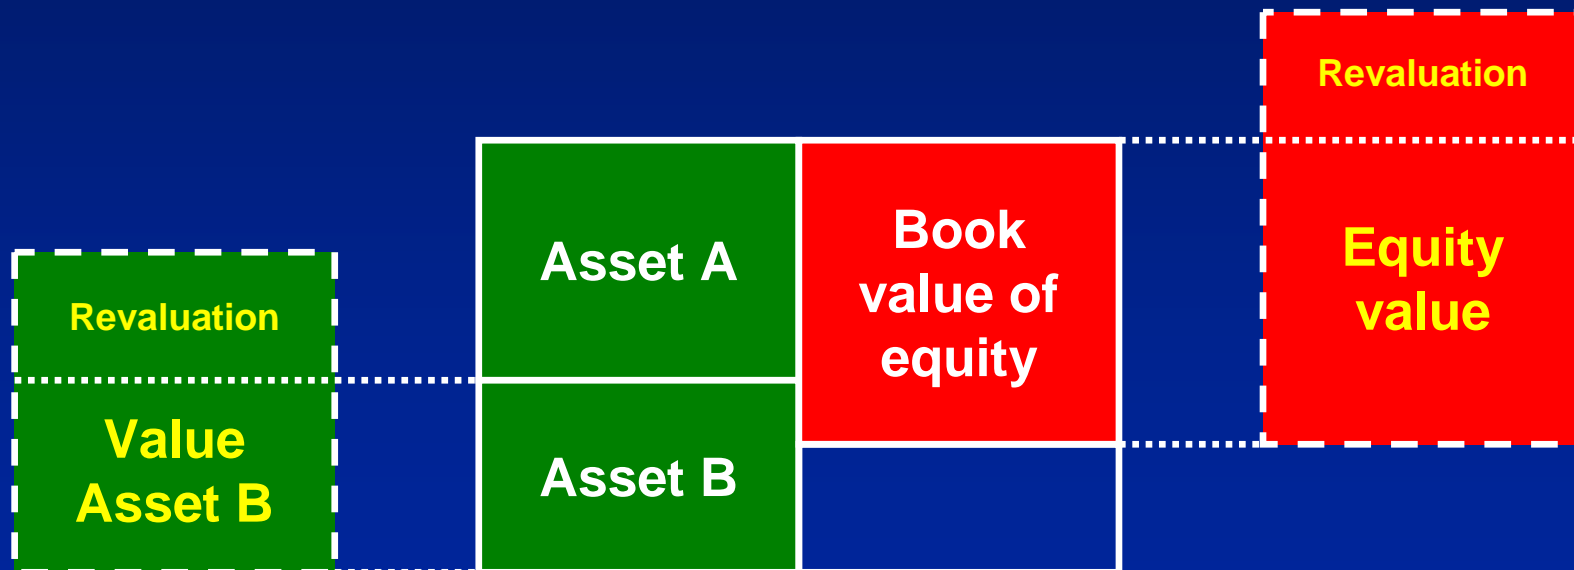 Revaluation
Value
Asset B
Asset A
Asset B
Book
value of
equity
Revaluation
Equity
value